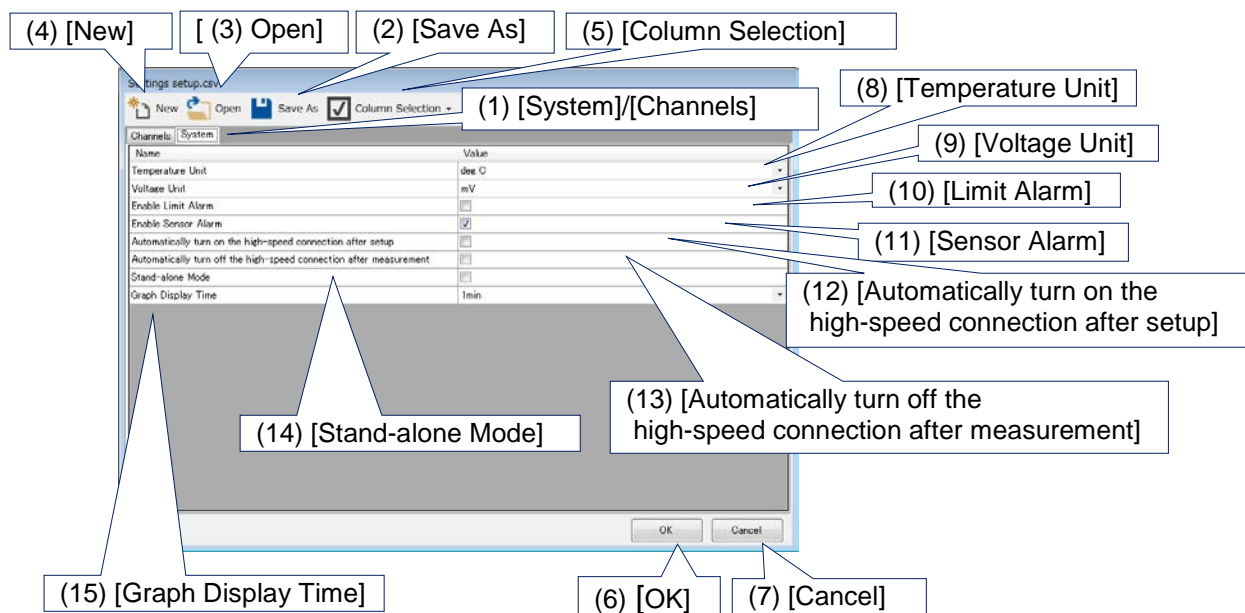 (4) [New]
[ (3) Open]
(2) [Save As]
(5) [Column Selection]
Settings setup.csv
New
Open
Save As
Column Selection
(1) [System]/[Channels]
(8) [Temperature Unit]
Channels
System
Name
Value
(9) [Voltage Unit]
Temperature Unit
deg C
Voltage Unit
mV
(10) [Limit Alarm]
Enable Limit Alarm
Enable Sensor Alarm
(11) [Sensor Alarm]
Automatically turn on the high-speed connection after setup
Automatically turn off the high-speed connection after measurement
Stand-alone Mode
Graph Display Time
1min
(12) [Automatically turn on the
high-speed connection after setup]
(13) [Automatically turn off the
high-speed connection after measurement]
(14) [Stand-alone Mode]
OK
Cancel
(15) [Graph Display Time]
(6) [OK]
(7) [Cancel]